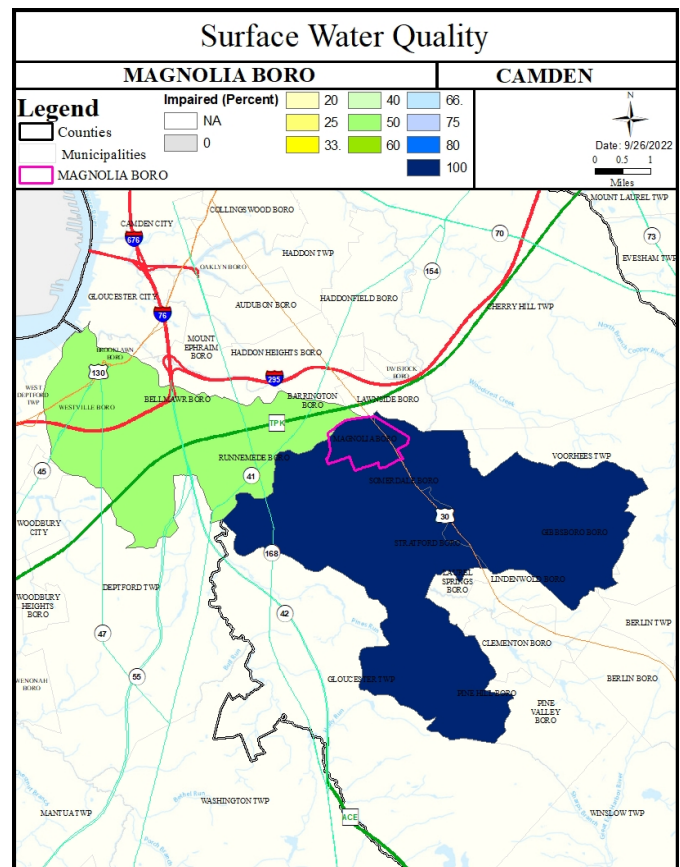 Surface Water Quality
MAGNOLIA BORO
CAMDEN
Legend
Counties
Municipalities
MAGNOLIA BORO
Impaired (Percent)
NA
0
20
25
33.
40
50
60
66.
75
80
100
N
Date: 9/26/2022
0 0.5 1
Miles
MOUNT LAUREL TWP
COLLINGSWOOD BORO
CAMDEN CITY
676
70
73
HADDON TWP
EVESHAM TWP
OAKLYN BORO
154
GLOUCESTER CITY
AUDUBON BORO
HADDONFIELD BORO
CHERRY HILL TWP
76
MOUNT
EPHRAIM
BORO
HADDON HEIGHTS BORO
BROOKLAWN
BORO
130
295
TAVISTOCK
BORO
WEST
DEPTFORD
TWP
WESTVILLE BORO
BELLMAWR BORO
BARRINGTON
BORO
LAWNSIDE BORO
TPK
MAGNOLIA BORO
RUNNEMEDE BORO
VOORHEES TWP
45
41
SOMERDALE BORO
WOODBURY
CITY
30
GIBBSBORO BORO
168
STRATFORD BORO
DEPTFORD TWP
LAUREL
SPRINGS
BORO
LINDENWOLD BORO
WOODBURY
HEIGHTS
BORO
42
BERLIN TWP
47
CLEMENTON BORO
55
WENONAH
BORO
GLOUCESTER TWP
BERLIN BORO
PINE HILL BORO
PINE
VALLEY
BORO
WASHINGTON TWP
MANTUA TWP
ACE
WINSLOW TWP